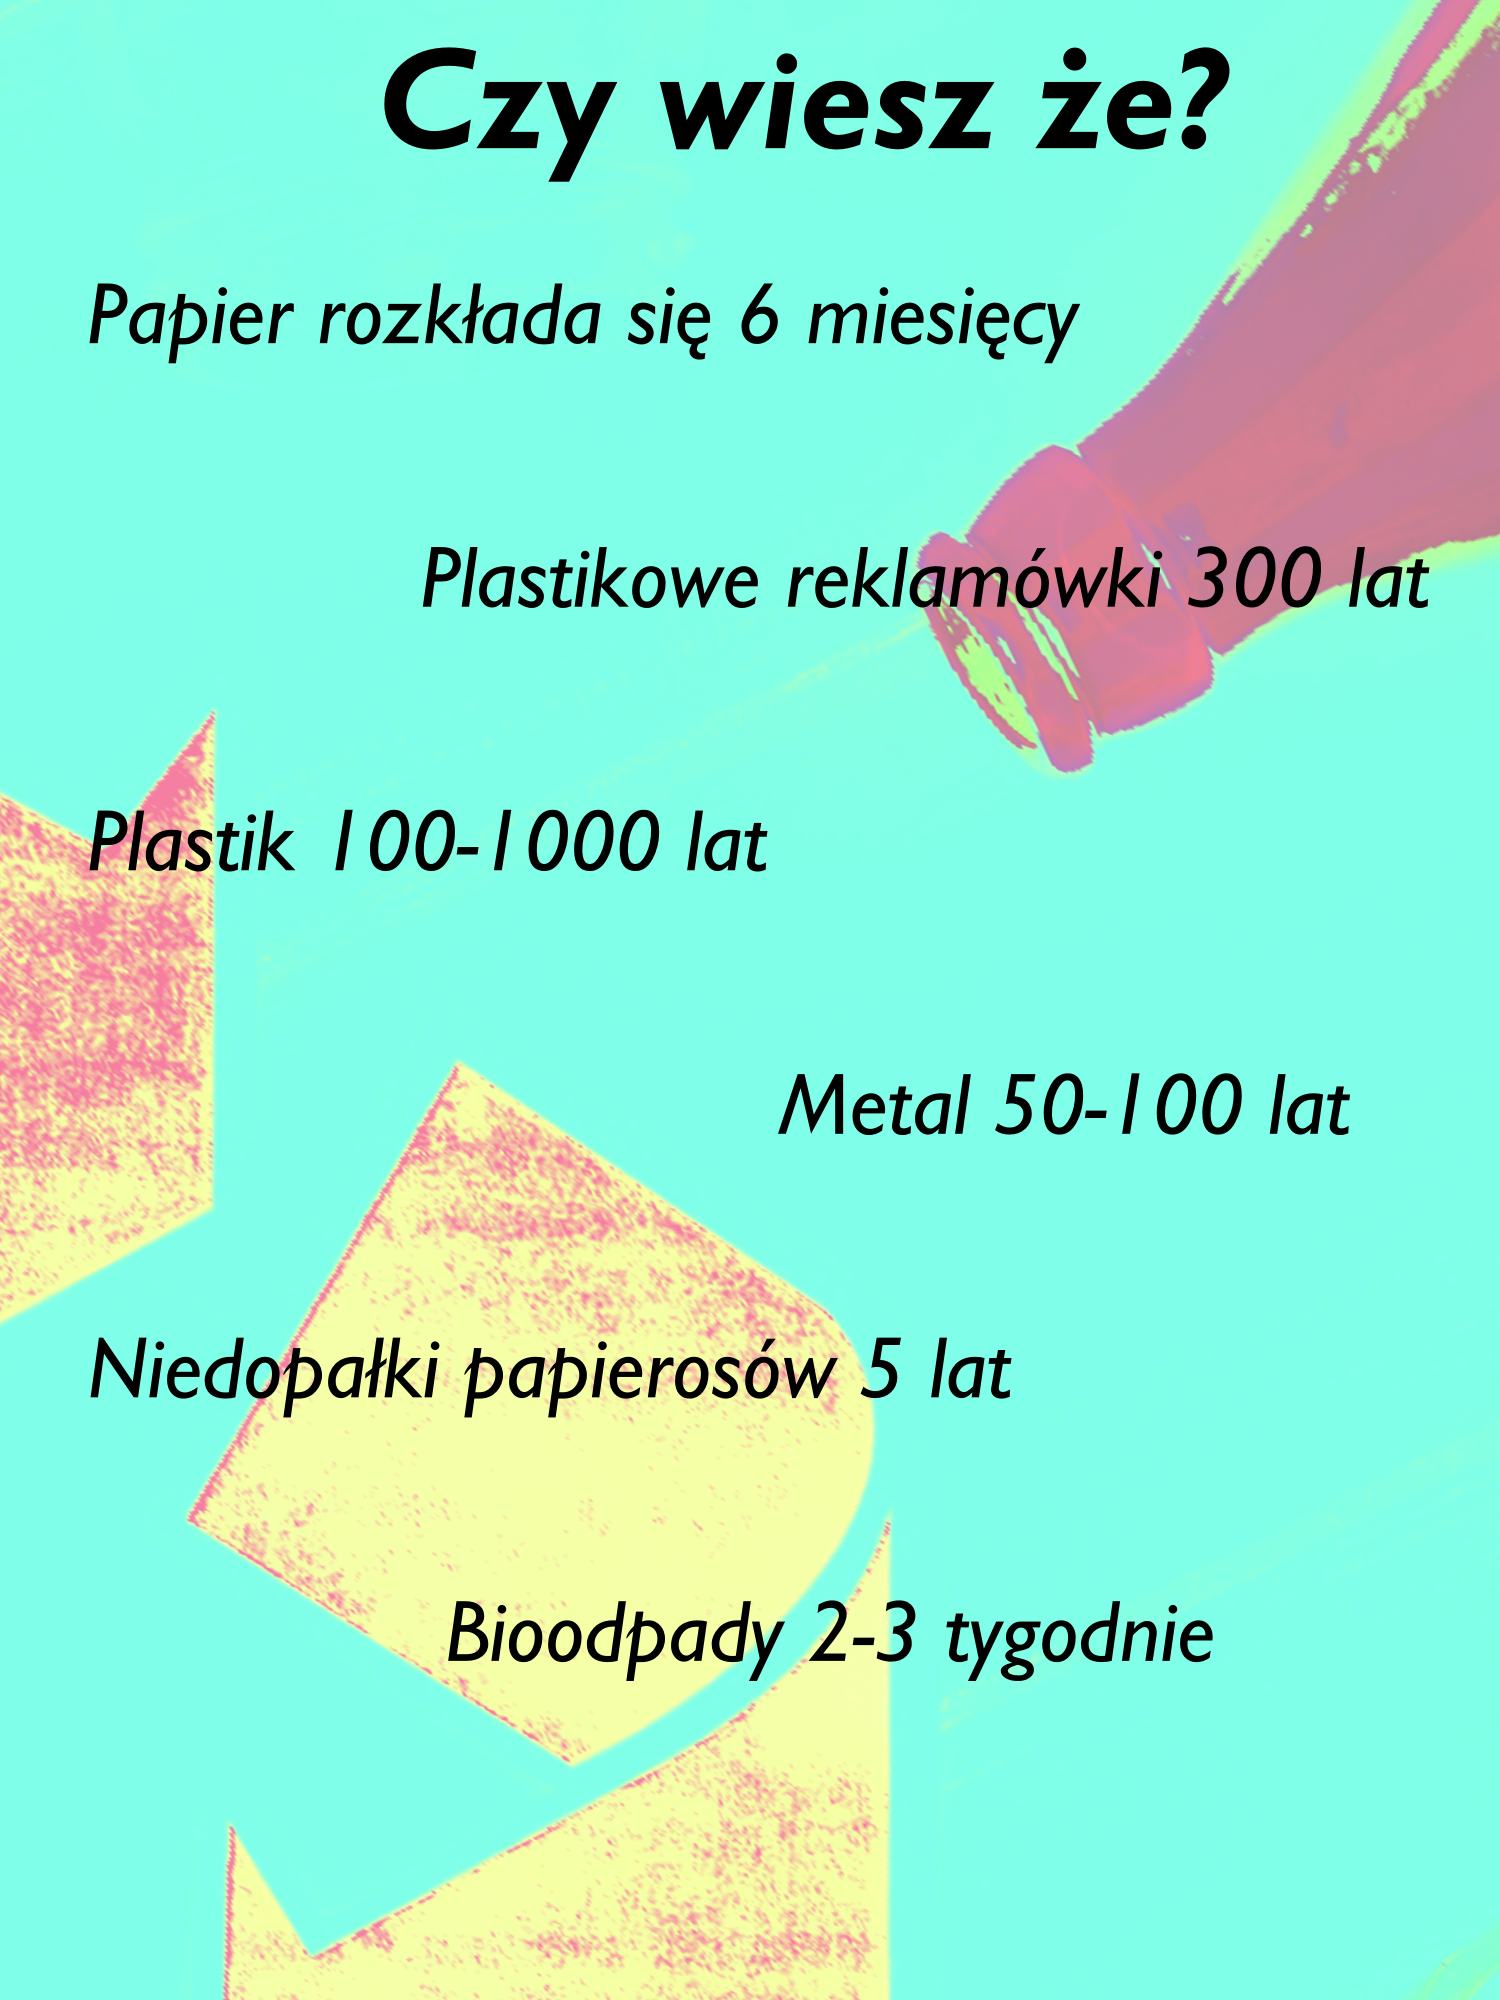 Czy wiesz że?
Papier rozkłada się 6 miesięcy
Plastikowe reklamówki 300 lat
Plastik 100-1000 lat
Metal 50-100 lat
Niedopałki papierosów 5 lat
Bioodpady 2-3 tygodnie